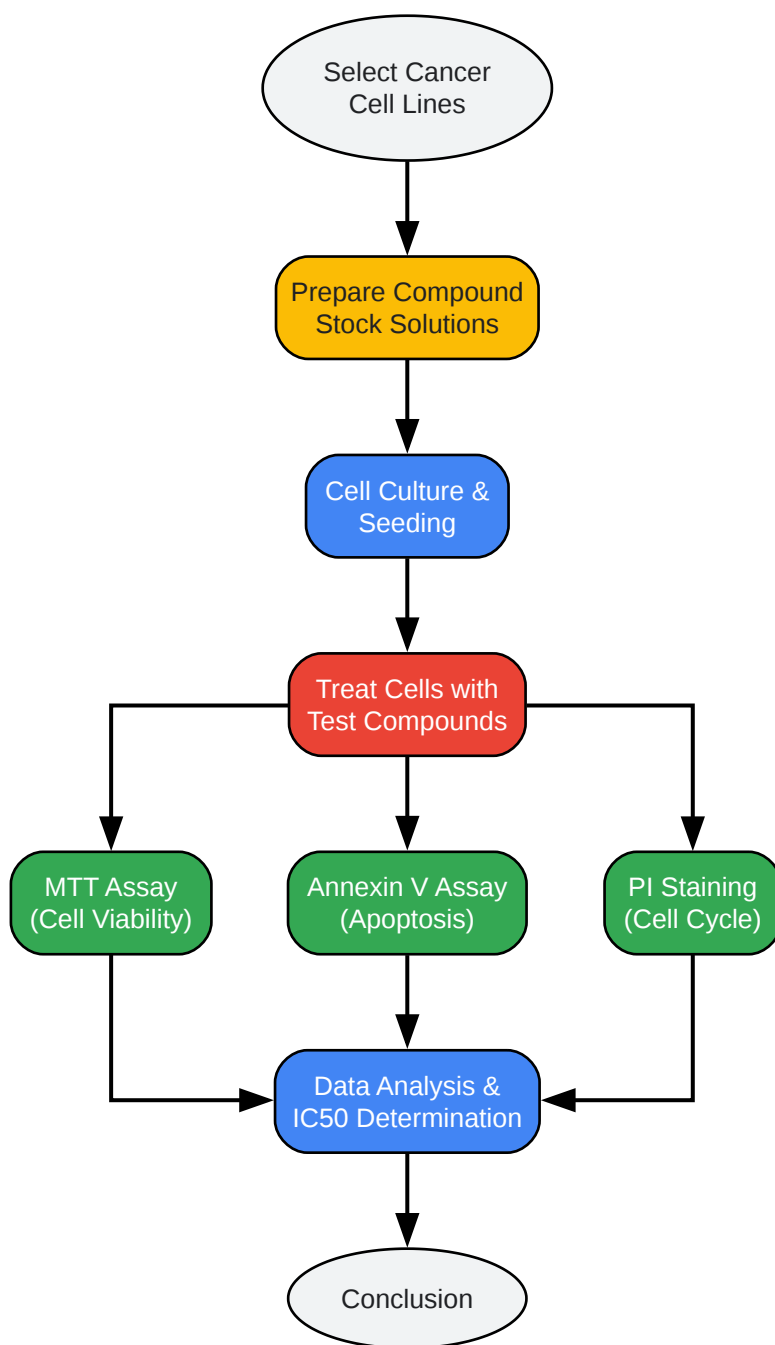 Select Cancer
Cell Lines
Prepare Compound
Stock Solutions
Cell Culture &
Seeding
Treat Cells with
Test Compounds
MTT Assay
(Cell Viability)
Annexin V Assay
(Apoptosis)
PI Staining
(Cell Cycle)
Data Analysis &
IC50 Determination
Conclusion